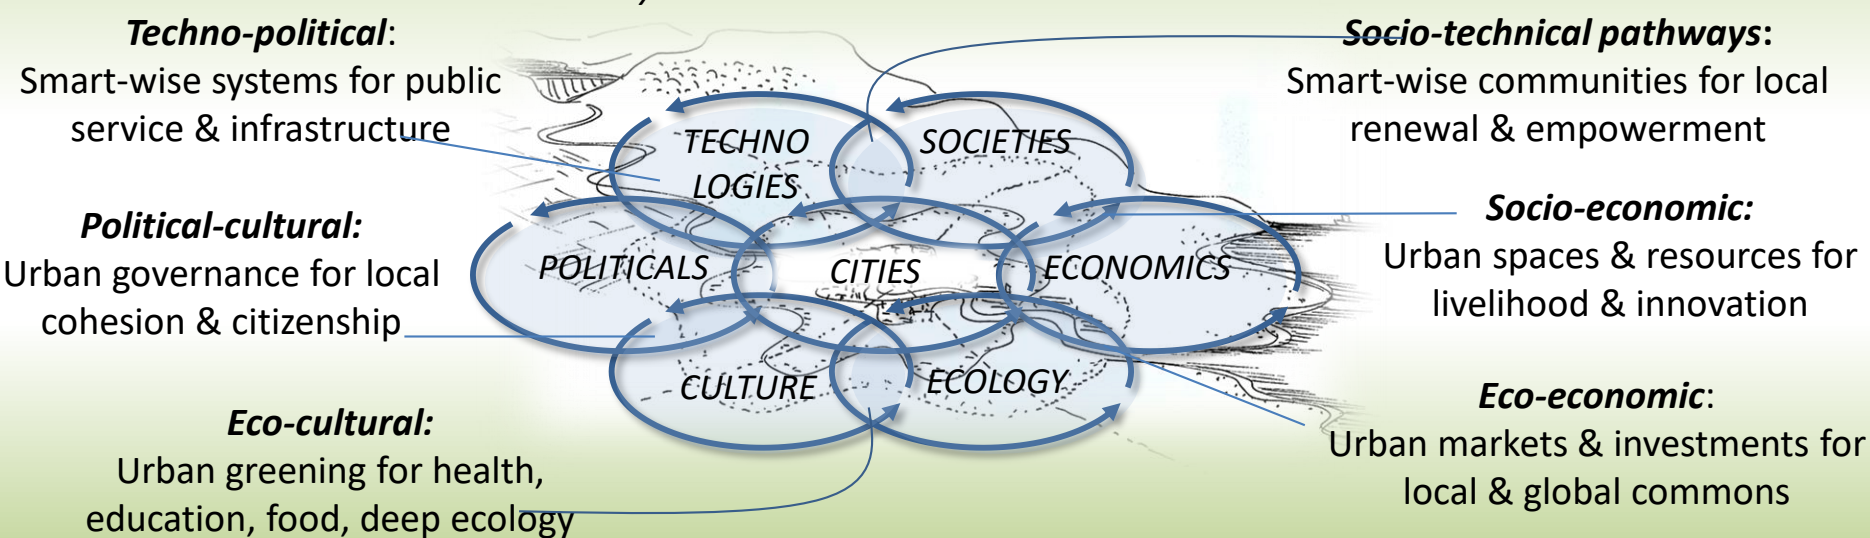 Techno-political:
Smart-wise systems for public
service & infrastructure
Political-cultural:
Urban governance for local
cohesion & citizenship
Eco-cultural:
Urban greening for health,
education, food, deep ecology
TECHNO
LOGIES
SOCIETIES
POLITICALS
CITIES
ECONOMICS
CULTURE
ECOLOGY
Socio-technical pathways:
Smart-wise communities for local
renewal & empowerment
Socio-economic:
Urban spaces & resources for
livelihood & innovation
Eco-economic:
Urban markets & investments for
local & global commons